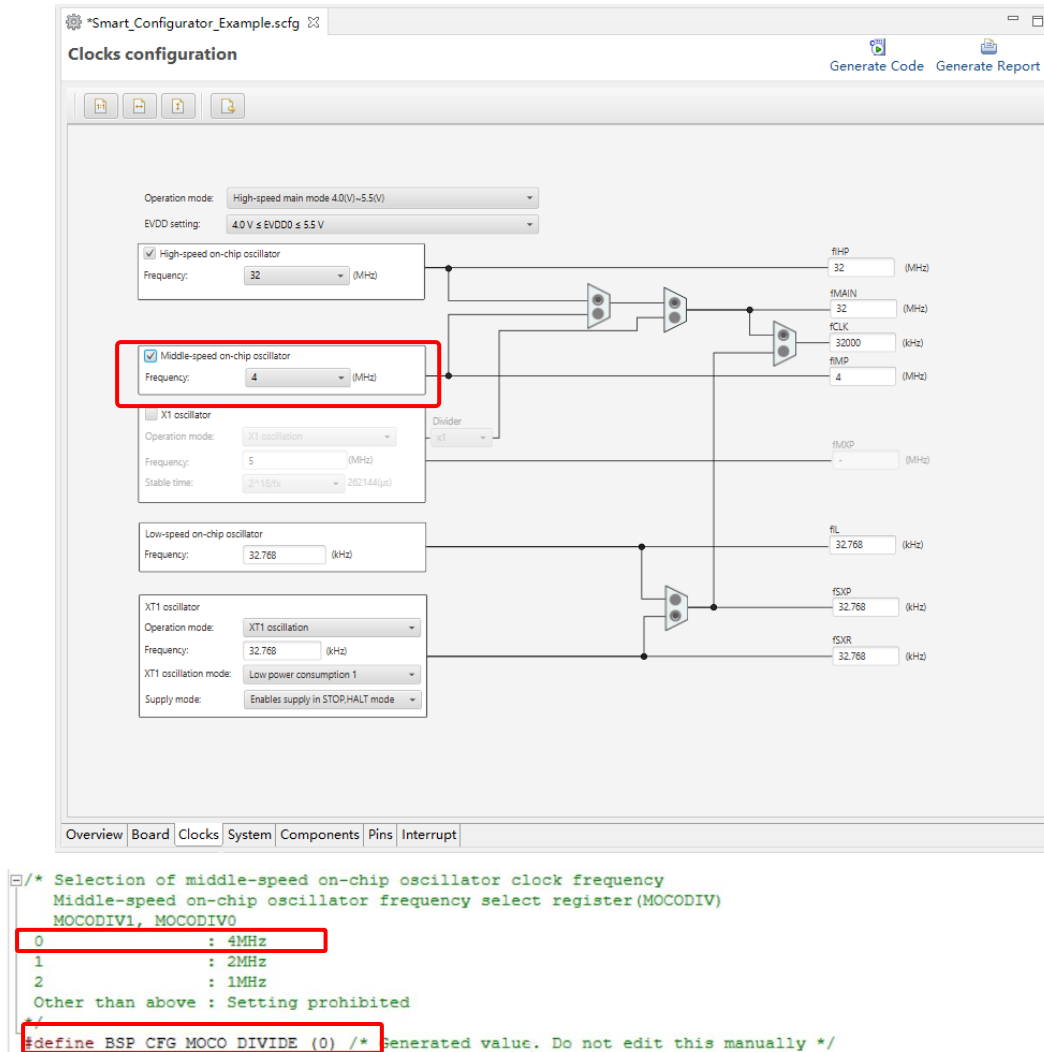 *Smart_Configurator_Example.scfg
Clocks configuration
Generate Code Generate Report
Operation mode: High-speed main mode 4.0(V)~5.5(V)
EVDD setting: 4.0 V ≤ EVDD0 ≤ 5.5 V
High-speed on-chip oscillator
Frequency: 32 (MHz)
fIHP
32 (MHz)
fMAIN
32 (MHz)
fCLK
32000 (kHz)
Middle-speed on-chip oscillator
Frequency: 4 (MHz)
fIMP
4 (MHz)
X1 oscillator
Operation mode: X1 oscillation
Frequency: 5 (MHz)
Stable time: 2^18/fx 262144(μs)
Divider
x1
fMXP
- (MHz)
Low-speed on-chip oscillator
Frequency: 32.768 (kHz)
fIL
32.768 (kHz)
XT1 oscillator
Operation mode: XT1 oscillation
Frequency: 32.768 (kHz)
XT1 oscillation mode: Low power consumption 1
Supply mode: Enables supply in STOP,HALT mode
fSXP
32.768 (kHz)
fSXR
32.768 (kHz)
Overview Board Clocks System Components Pins Interrupt
/* Selection of middle-speed on-chip oscillator clock frequency
Middle-speed on-chip oscillator frequency select register(MOCODIV)
MOCODIV1, MOCODIV0
0 : 4MHz
1 : 2MHz
2 : 1MHz
Other than above : Setting prohibited
*/
#define BSP_CFG_MOCO_DIVIDE (0) /* Generated value. Do not edit this manually */